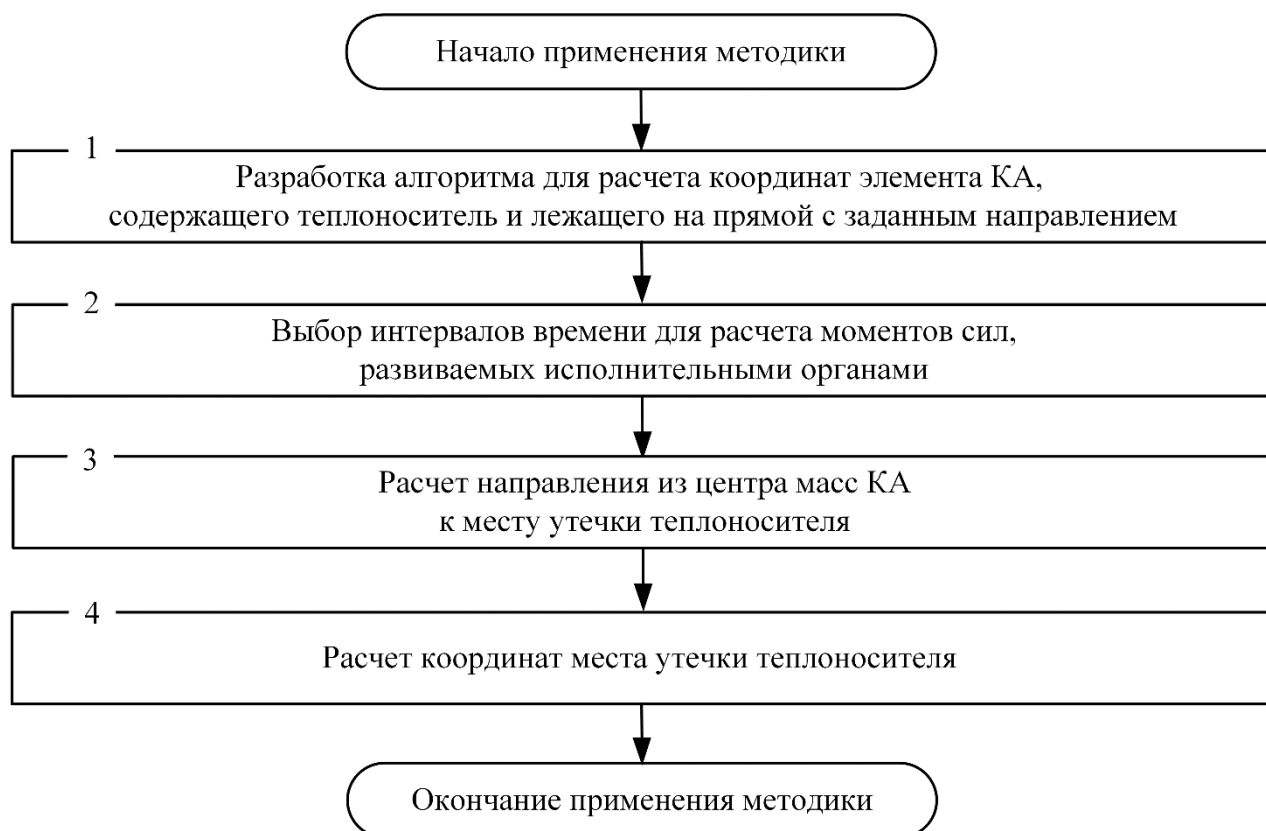 Начало применения методики
1
Разработка алгоритма для расчета координат элемента КА,
содержащего теплоноситель и лежащего на прямой с заданным направлением
2
Выбор интервалов времени для расчета моментов сил,
развиваемых исполнительными органами
3
Расчет направления из центра масс КА
к месту утечки теплоносителя
4
Расчет координат места утечки теплоносителя
Окончание применения методики